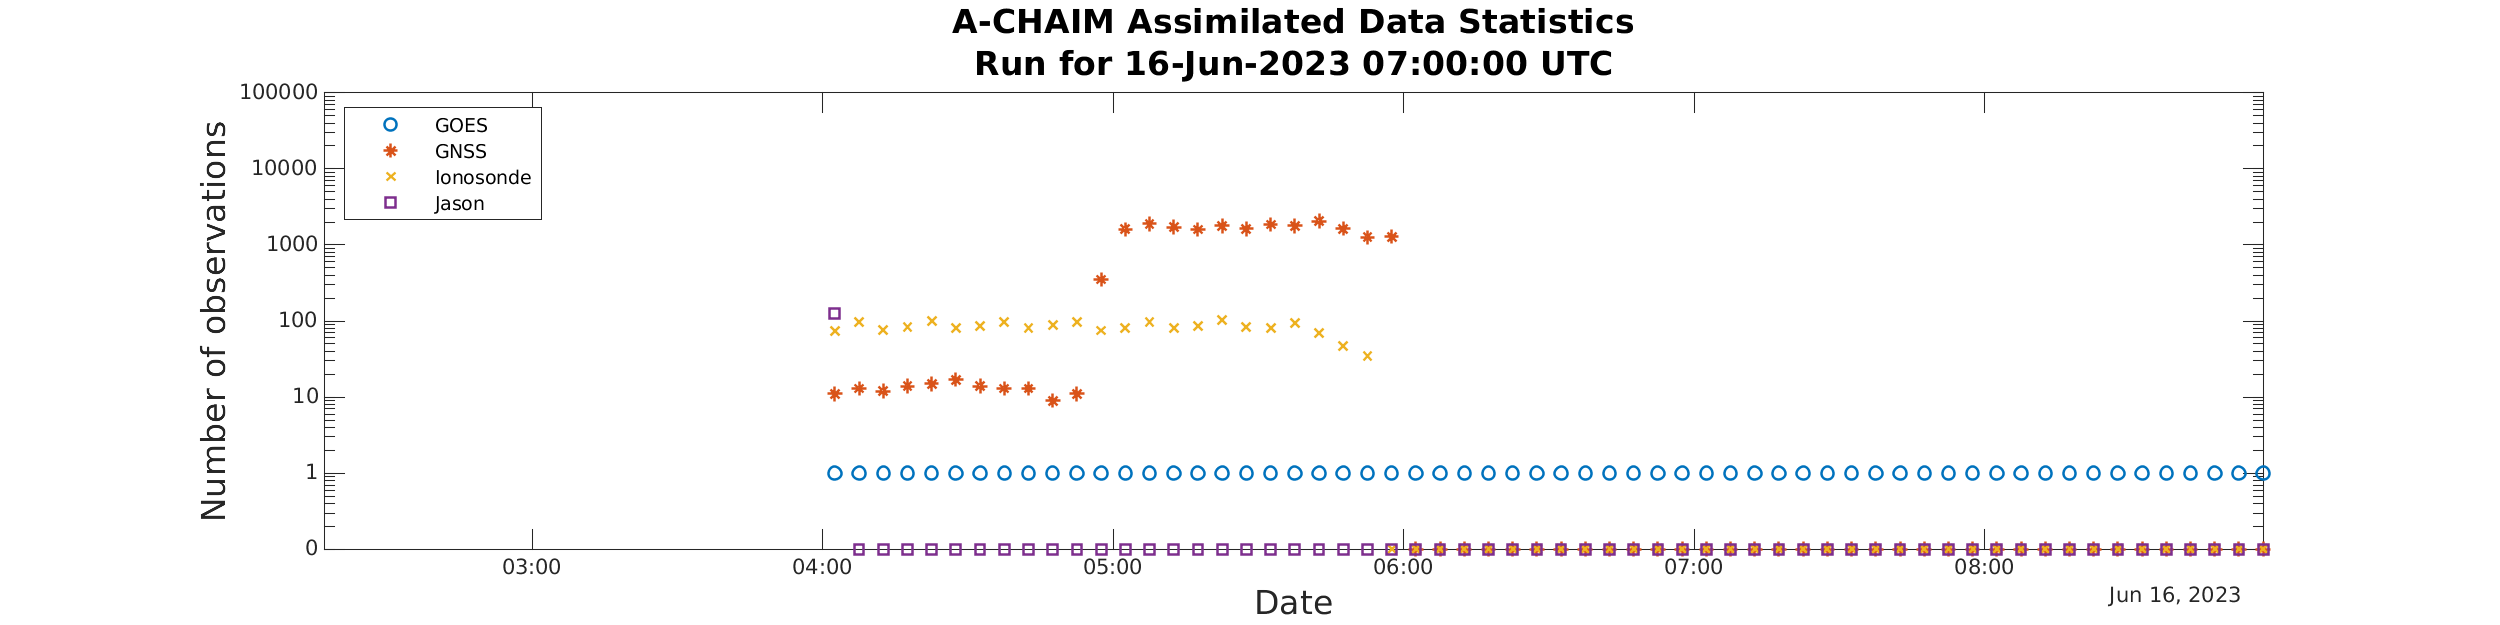 A-CHAIM Assimilated Data Statistics
Run for 16-Jun-2023 07:00:00 UTC
Number of observations
100000
10000
1000
100
10
1
0
GOES
GNSS
Ionosonde
Jason
03:00 04:00 05:00 06:00 07:00 08:00
Date
Jun 16, 2023